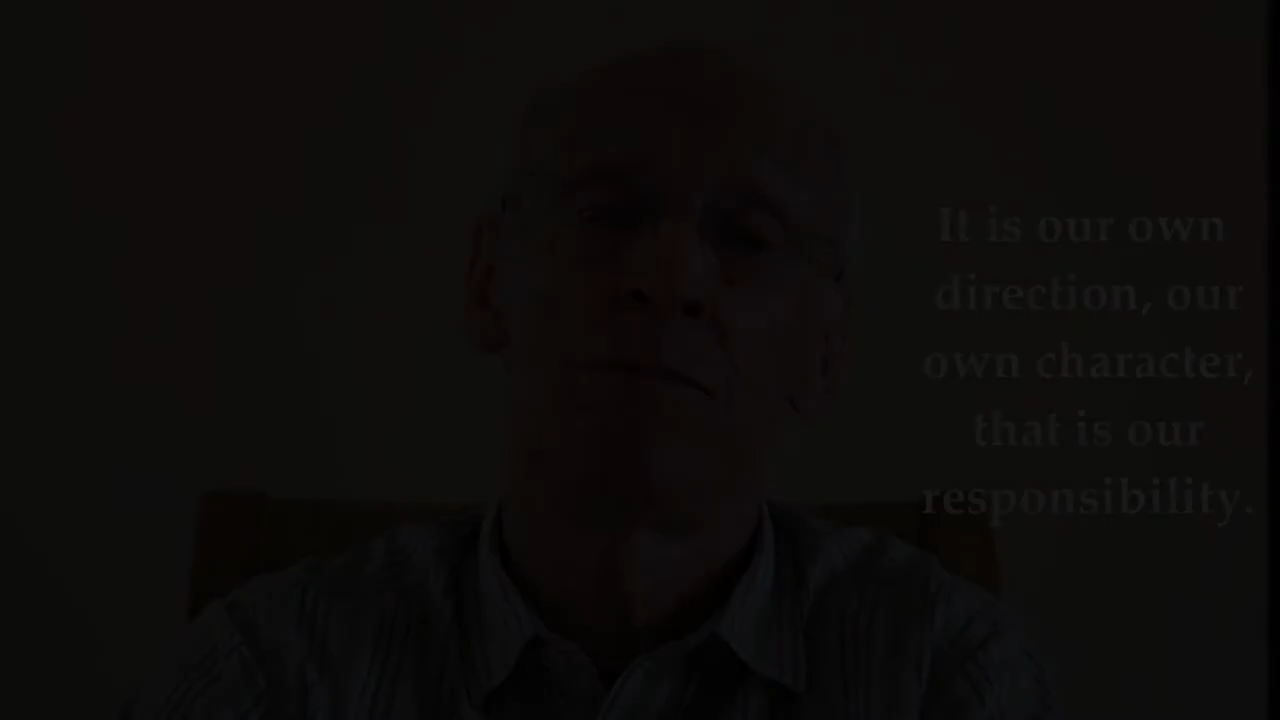 It is our own
direction, our
own character,
that is our
responsibility.